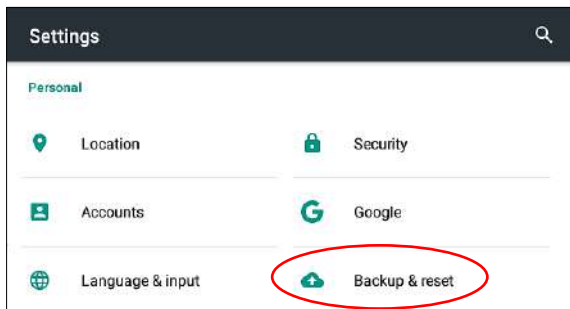 Settings
Personal
Location
Security
Accounts
Google
Language & input
Backup & reset